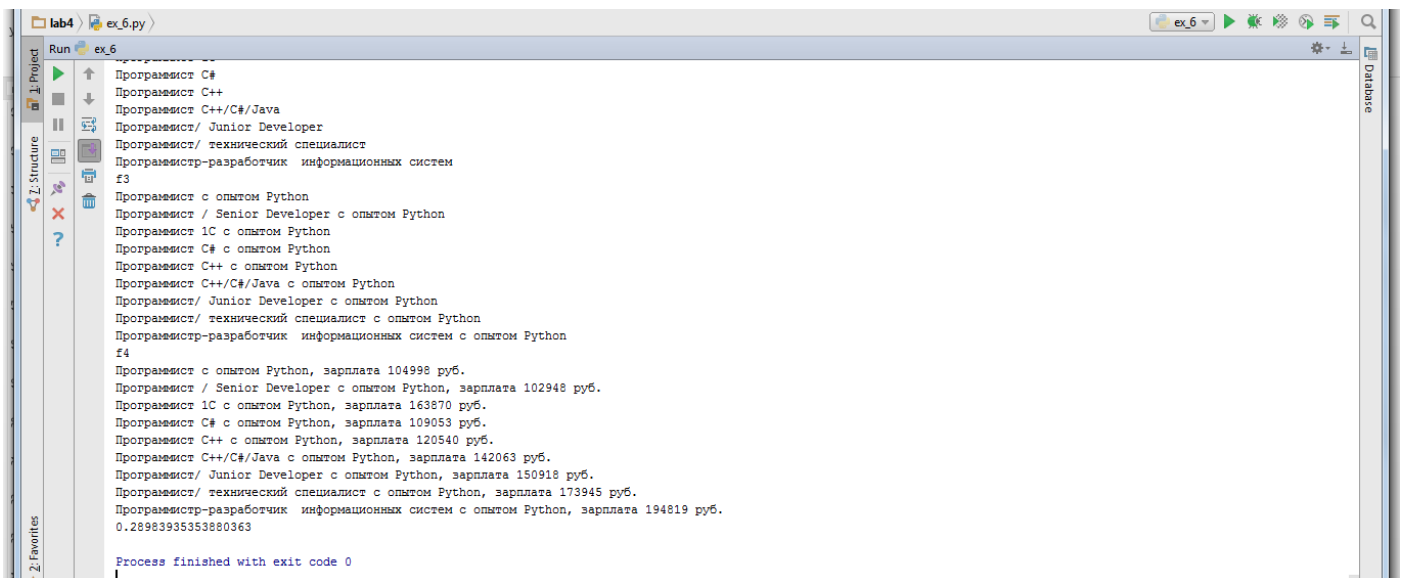 lab4 ex_6.py ex_6
Run ex_6
1: Project
Z: Structure
2: Favorites
Database
Программист C#
Программист C++
Программист C++/C#/Java
Программист/ Junior Developer
Программист/ технический специалист
Программистр-разработчик информационных систем
f3
Программист с опытом Python
Программист / Senior Developer с опытом Python
Программист 1С с опытом Python
Программист C# с опытом Python
Программист C++ с опытом Python
Программист C++/C#/Java с опытом Python
Программист/ Junior Developer с опытом Python
Программист/ технический специалист с опытом Python
Программистр-разработчик информационных систем с опытом Python
f4
Программист с опытом Python, зарплата 104998 руб.
Программист / Senior Developer с опытом Python, зарплата 102948 руб.
Программист 1С с опытом Python, зарплата 163870 руб.
Программист C# с опытом Python, зарплата 109053 руб.
Программист C++ с опытом Python, зарплата 120540 руб.
Программист C++/C#/Java с опытом Python, зарплата 142063 руб.
Программист/ Junior Developer с опытом Python, зарплата 150918 руб.
Программист/ технический специалист с опытом Python, зарплата 173945 руб.
Программистр-разработчик информационных систем с опытом Python, зарплата 194819 руб.
0.28983935353880363
Process finished with exit code 0